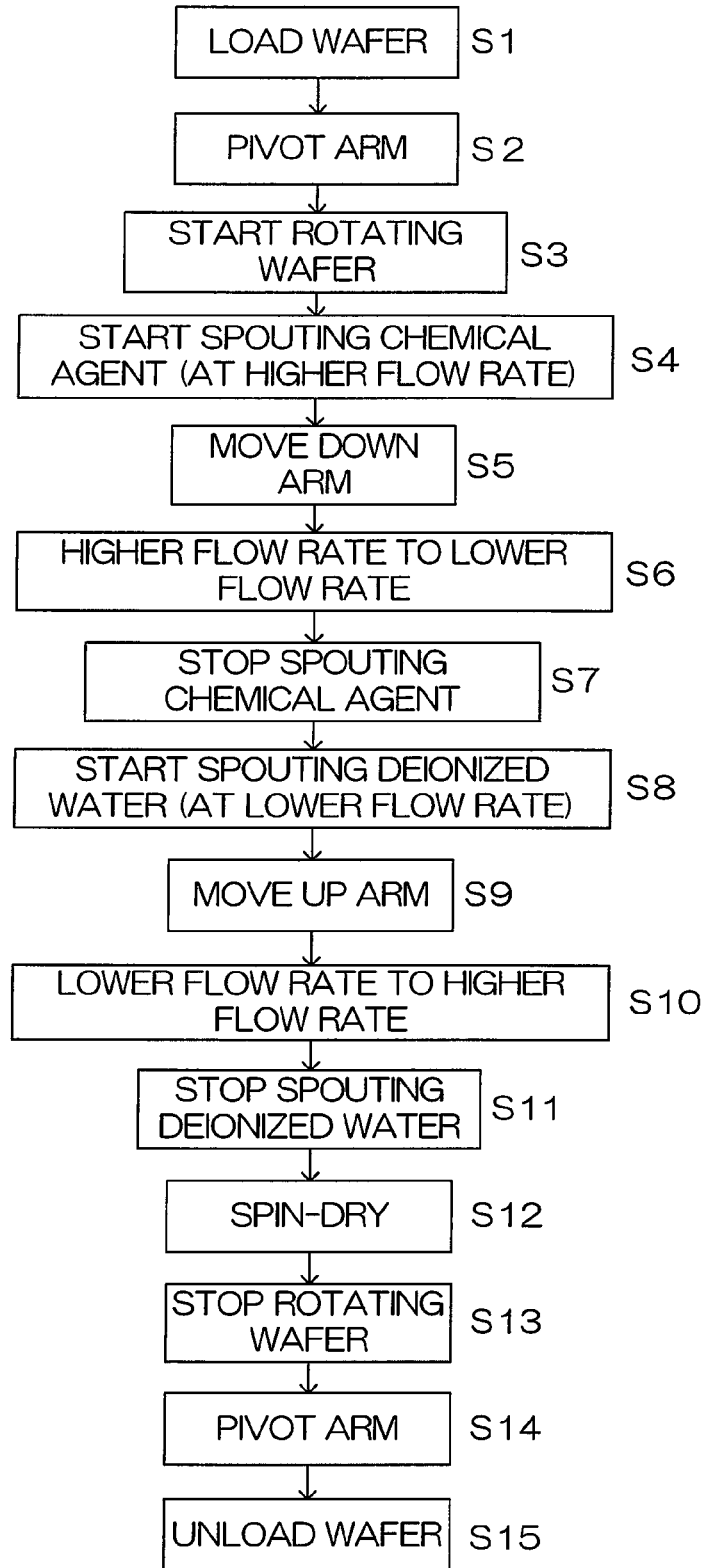 LOAD WAFER S1
PIVOT ARM S2
START ROTATING
WAFER S3
START SPOUTING CHEMICAL
AGENT (AT HIGHER FLOW RATE) S4
MOVE DOWN
ARM S5
HIGHER FLOW RATE TO LOWER
FLOW RATE S6
STOP SPOUTING
CHEMICAL AGENT S7
START SPOUTING DEIONIZED
WATER (AT LOWER FLOW RATE) S8
MOVE UP ARM S9
LOWER FLOW RATE TO HIGHER
FLOW RATE S10
STOP SPOUTING
DEIONIZED WATER S11
SPIN-DRY S12
STOP ROTATING
WAFER S13
PIVOT ARM S14
UNLOAD WAFER S15